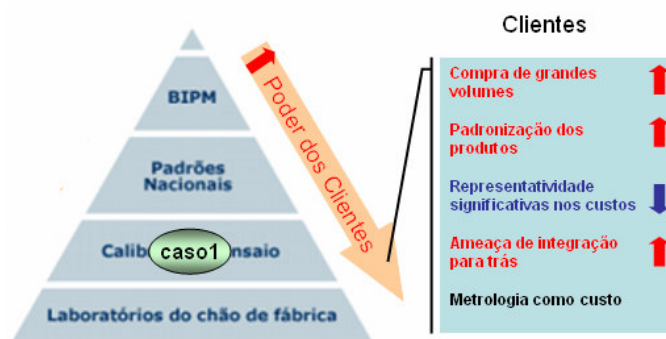 Clientes
BIPM
Padrões
Nacionais
Calib caso1 nsaio
Laboratórios do chão de fábrica
Poder dos Clientes
Compra de grandes
volumes
Padronização dos
produtos
Representatividade
significativas nos custos
Ameaça de integração
para trás
Metrologia como custo